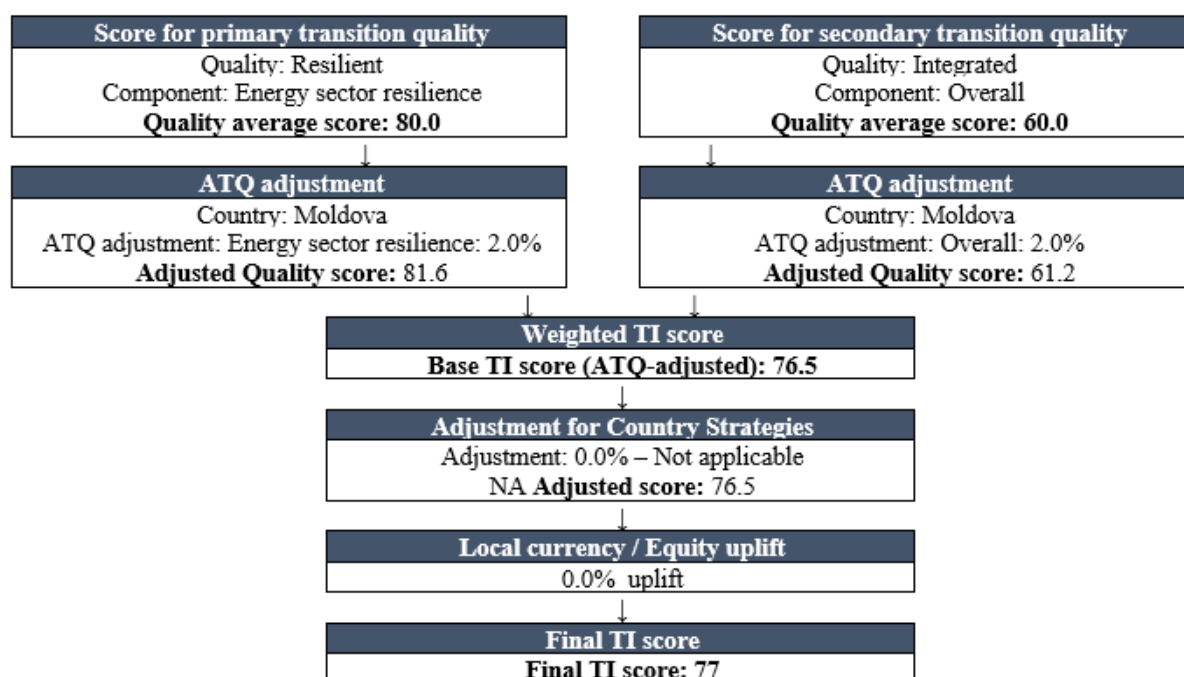 Score for primary transition quality
Quality: Resilient
Component: Energy sector resilience
Quality average score: 80.0
Score for secondary transition quality
Quality: Integrated
Component: Overall
Quality average score: 60.0
↓
↓
ATQ adjustment
Country: Moldova
ATQ adjustment: Energy sector resilience: 2.0%
Adjusted Quality score: 81.6
ATQ adjustment
Country: Moldova
ATQ adjustment: Overall: 2.0%
Adjusted Quality score: 61.2
↓
↓
Weighted TI score
Base TI score (ATQ-adjusted): 76.5
↓
Adjustment for Country Strategies
Adjustment: 0.0% – Not applicable
NA Adjusted score: 76.5
↓
Local currency / Equity uplift
0.0% uplift
↓
Final TI score
Final TI score: 77